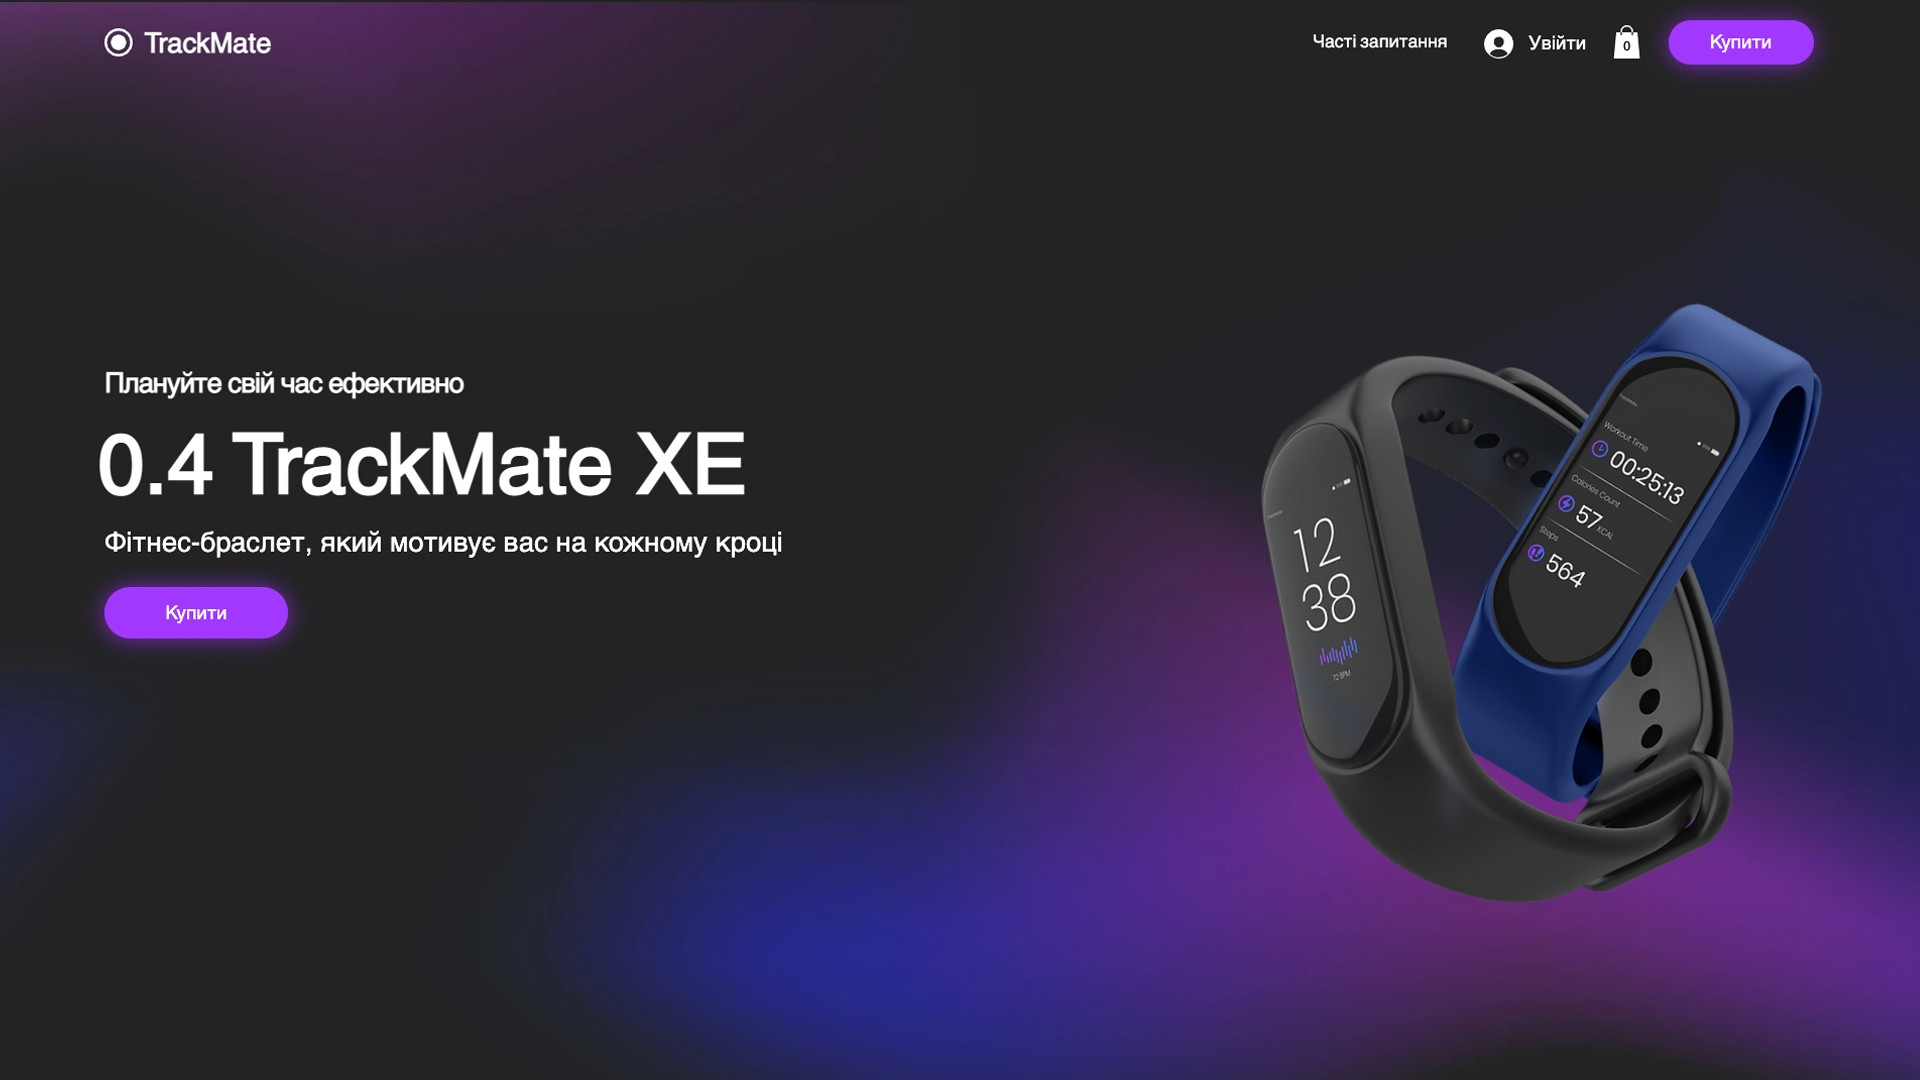 TrackMate
Часті запитання
Увійти
0
Купити
Плануйте свій час ефективно
0.4 TrackMate XE
Фітнес-браслет, який мотивує вас на кожному кроці
Купити
12
38
72 BPM
Workout Time
00:25:13
Calories Count
57 KCAL
Steps
564